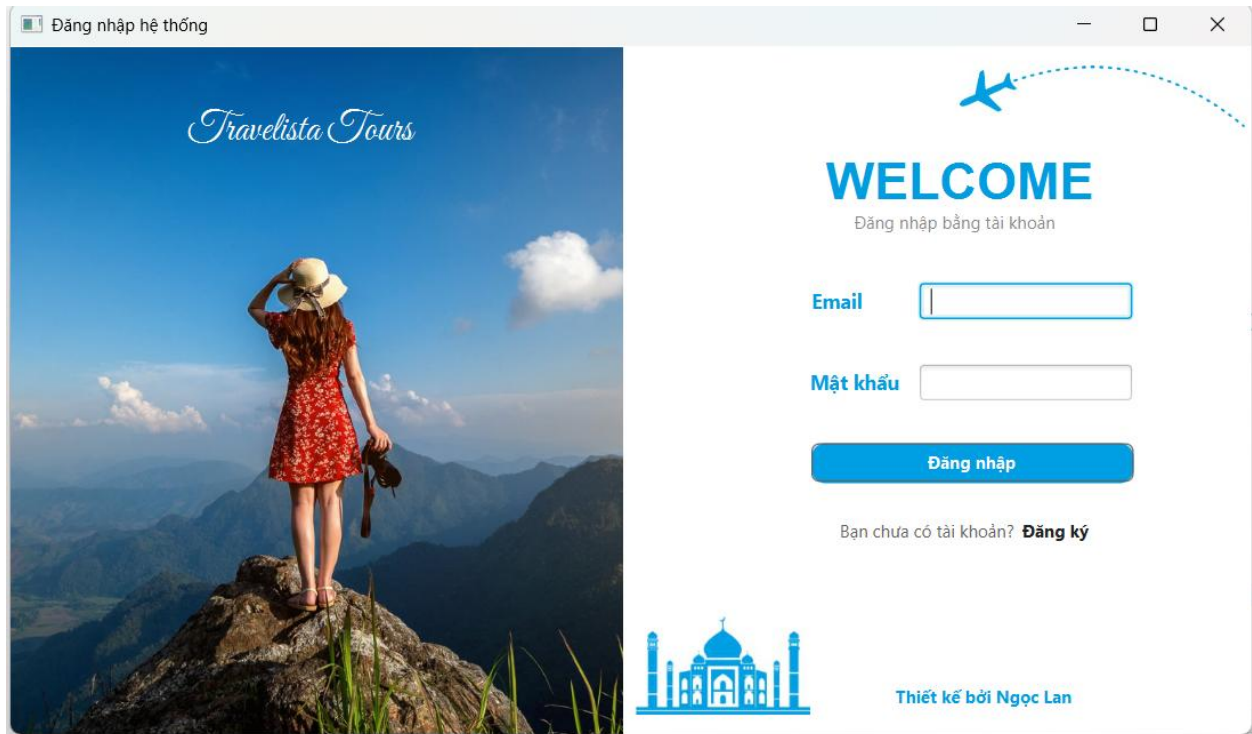 Đăng nhập hệ thống
Travelista Tours
WELCOME
Đăng nhập bằng tài khoản
Email
Mật khẩu
Đăng nhập
Bạn chưa có tài khoản? Đăng ký
Thiết kế bởi Ngọc Lan